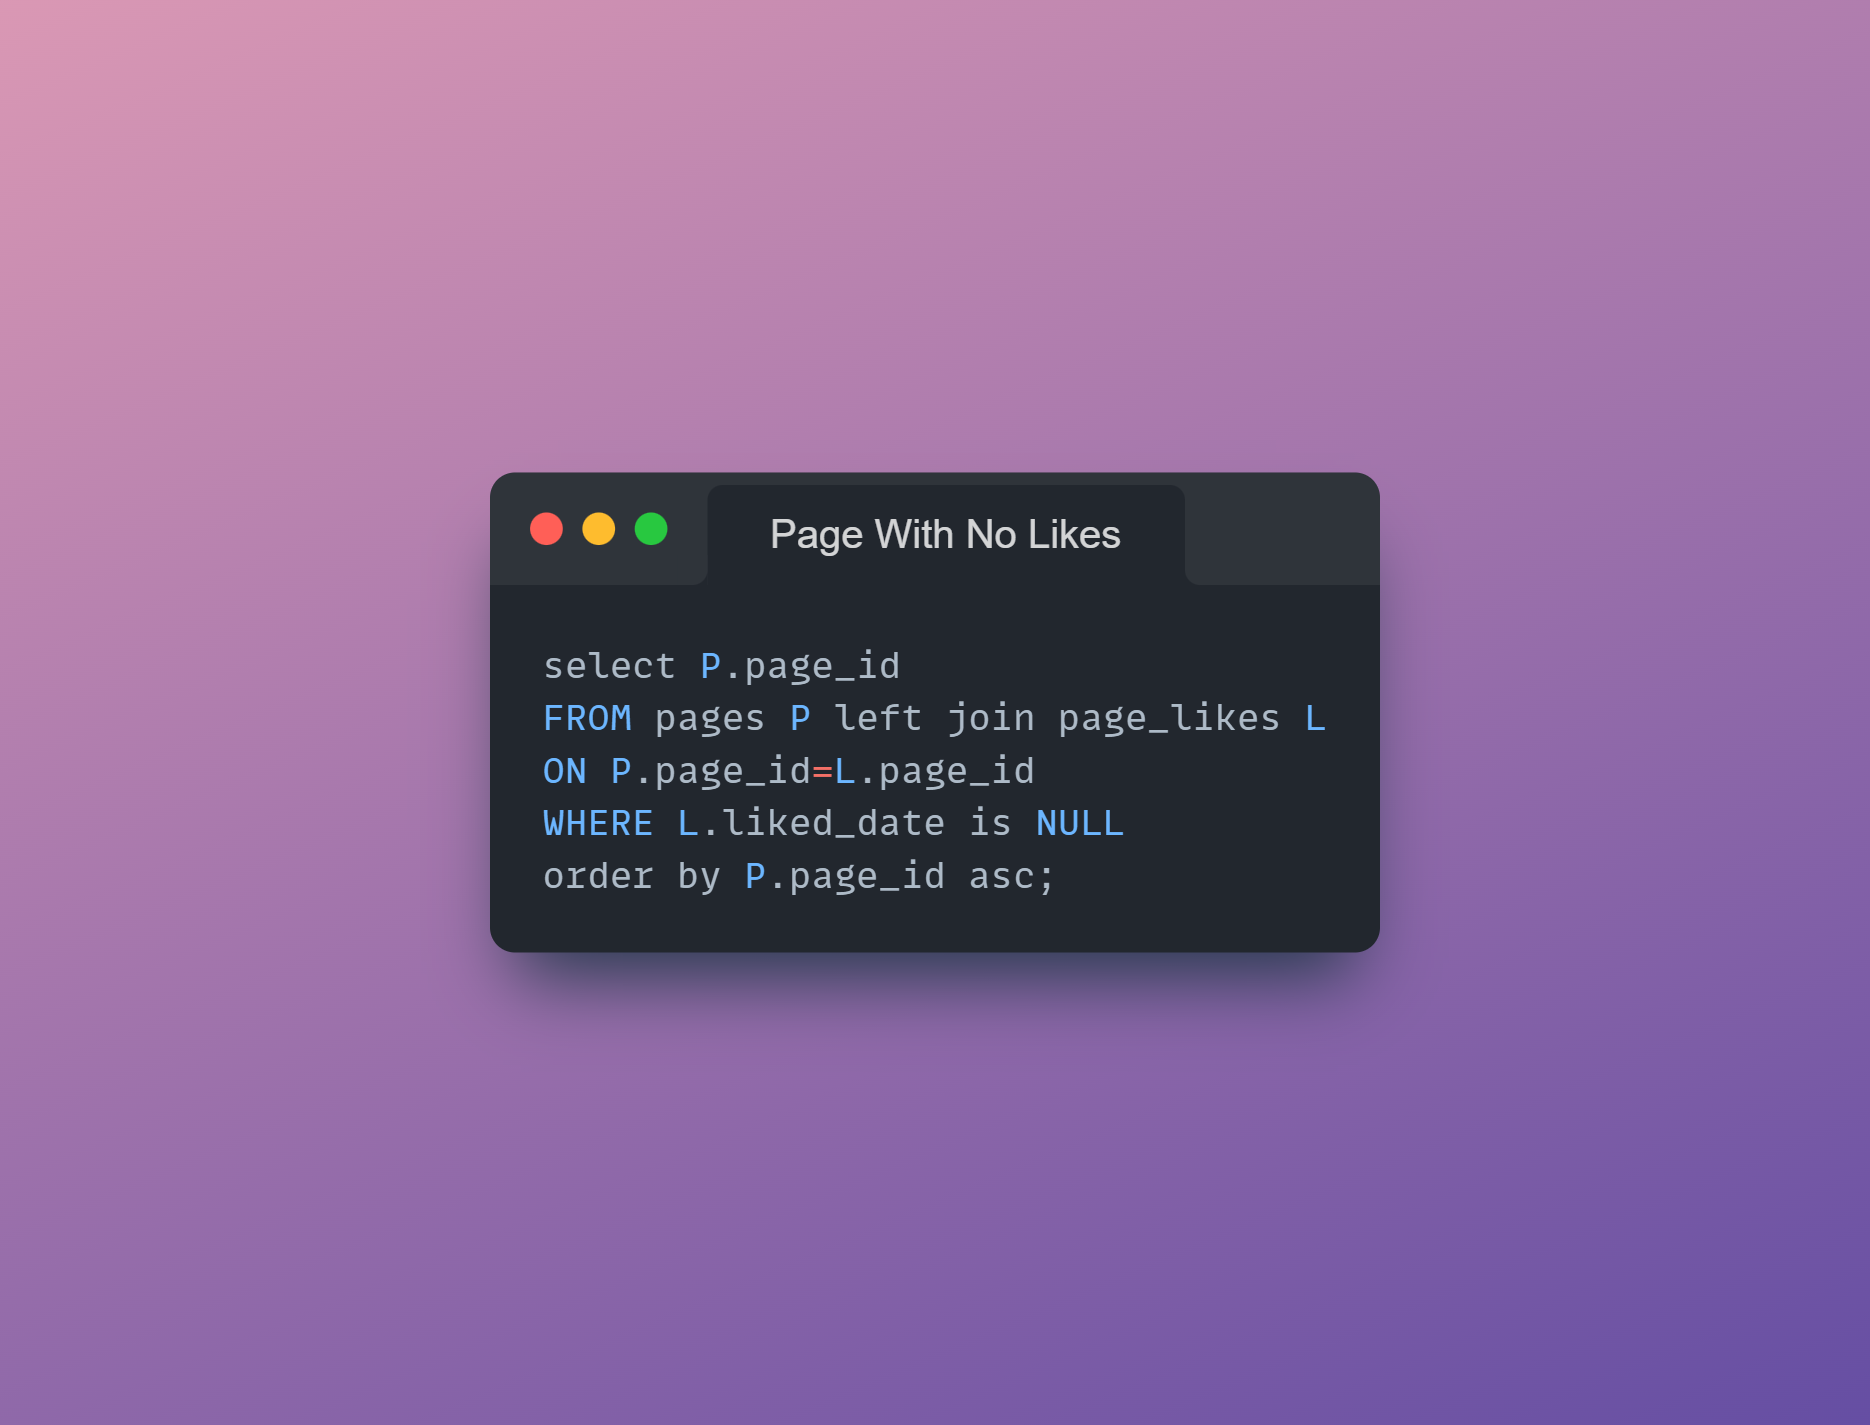 Page With No Likes
select P.page_id
FROM pages P left join page_likes L
ON P.page_id=L.page_id
WHERE L.liked_date is NULL
order by P.page_id asc;